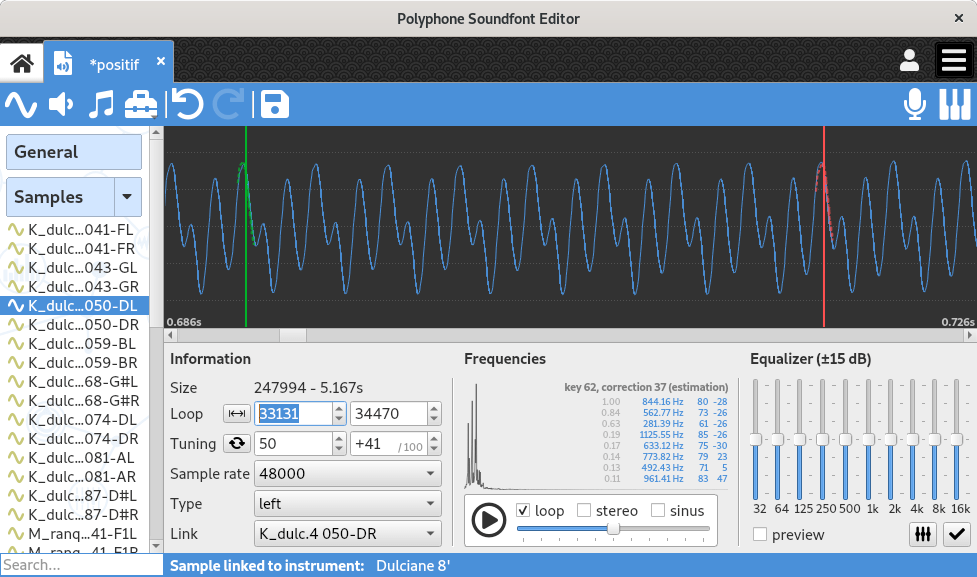 Polyphone Soundfont Editor
*positif
General
Samples
K_dulc...041-FL
K_dulc...041-FR
K_dulc...043-GL
K_dulc...043-GR
K_dulc...050-DL
K_dulc...050-DR
K_dulc...059-BL
K_dulc...059-BR
K_dulc...68-G#L
K_dulc...68-G#R
K_dulc...074-DL
K_dulc...074-DR
K_dulc...081-AL
K_dulc...081-AR
K_dulc...87-D#L
K_dulc...87-D#R
M_rang...41-F1L
M_rang...41-F1R
Search...
0.686s 0.726s
Information
Size 247994 - 5.167s
Loop 33131 34470
Tuning 50 +41 /100
Sample rate 48000
Type left
Link K_dulc.4 050-DR
Frequencies
key 62, correction 37 (estimation)
1.00 844.16 Hz 80 -28
0.84 562.77 Hz 73 -26
0.63 281.39 Hz 61 -26
0.19 1125.55 Hz 85 -26
0.17 633.12 Hz 75 -30
0.14 773.82 Hz 79 23
0.13 492.43 Hz 71 5
0.11 961.41 Hz 83 47
loop stereo sinus
Equalizer (±15 dB)
32 64 125 250 500 1k 2k 4k 8k 16k
preview
Sample linked to instrument: Dulciane 8'